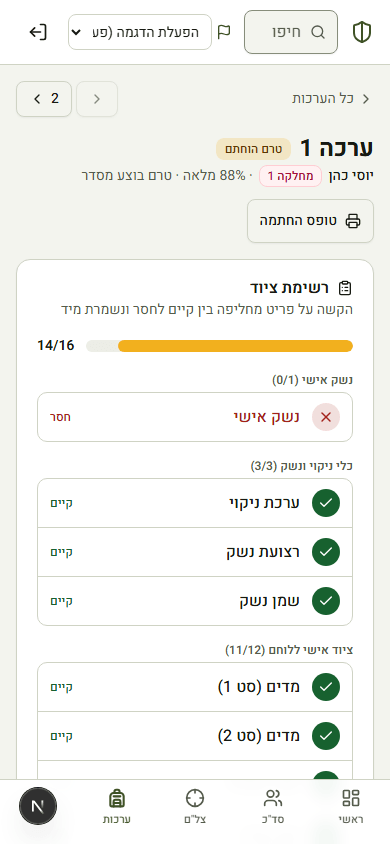 חיפו
הפעלת הדגמה (פע
כל הערכות
2
ערכה 1 טרם הוחתם
יוסי כהן מחלקה 1 · 88% מלאה · טרם בוצע מסדר
טופס החתמה
רשימת ציוד
הקשה על פריט מחליפה בין קיים לחסר ונשמרת מיד
14/16
נשק אישי (0/1)
נשק אישי חסר
כלי ניקוי ונשק (3/3)
ערכת ניקוי קיים
רצועת נשק קיים
שמן נשק קיים
ציוד אישי ללוחם (11/12)
מדים (סט 1) קיים
מדים (סט 2) קיים
ראשי סד"כ צל"ם ערכות N